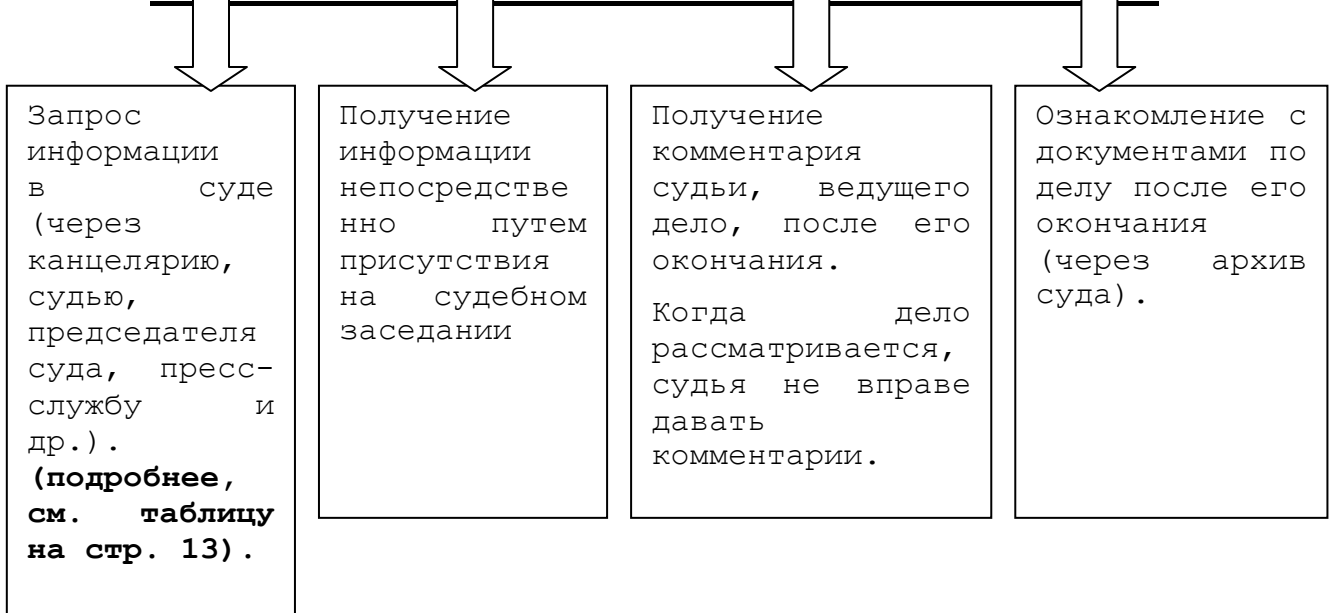 Запрос
информации
в суде
(через
канцелярию,
судью,
председателя
суда, пресс-
службу и
др.).
(подробнее,
см. таблицу
на стр. 13).
Получение
информации
непосредстве
нно путем
присутствия
на судебном
заседании
Получение
комментария
судьи, ведущего
дело, после его
окончания.
Когда дело
рассматривается,
судья не вправе
давать
комментарии.
Ознакомление с
документами по
делу после его
окончания
(через архив
суда).